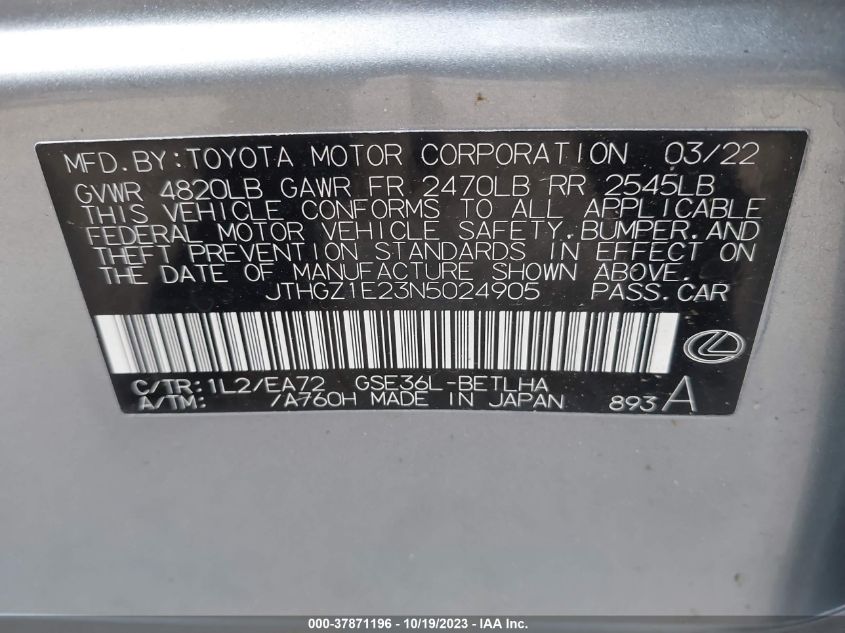 MFD. BY: TOYOTA MOTOR CORPORATION 03/22
GVWR 4820LB GAWR FR 2470LB RR 2545LB
THIS VEHICLE CONFORMS TO ALL APPLICABLE
FEDERAL MOTOR VEHICLE SAFETY, BUMPER, AND
THEFT PREVENTION STANDARDS IN EFFECT ON
THE DATE OF MANUFACTURE SHOWN ABOVE.
JTHGZ1E23N5024905 PASS. CAR
C/TR: 1L2/EA72 GSE36L-BETLHA
A/TM: /A760H MADE IN JAPAN 893 A
000-37871196 - 10/19/2023 - IAA Inc.